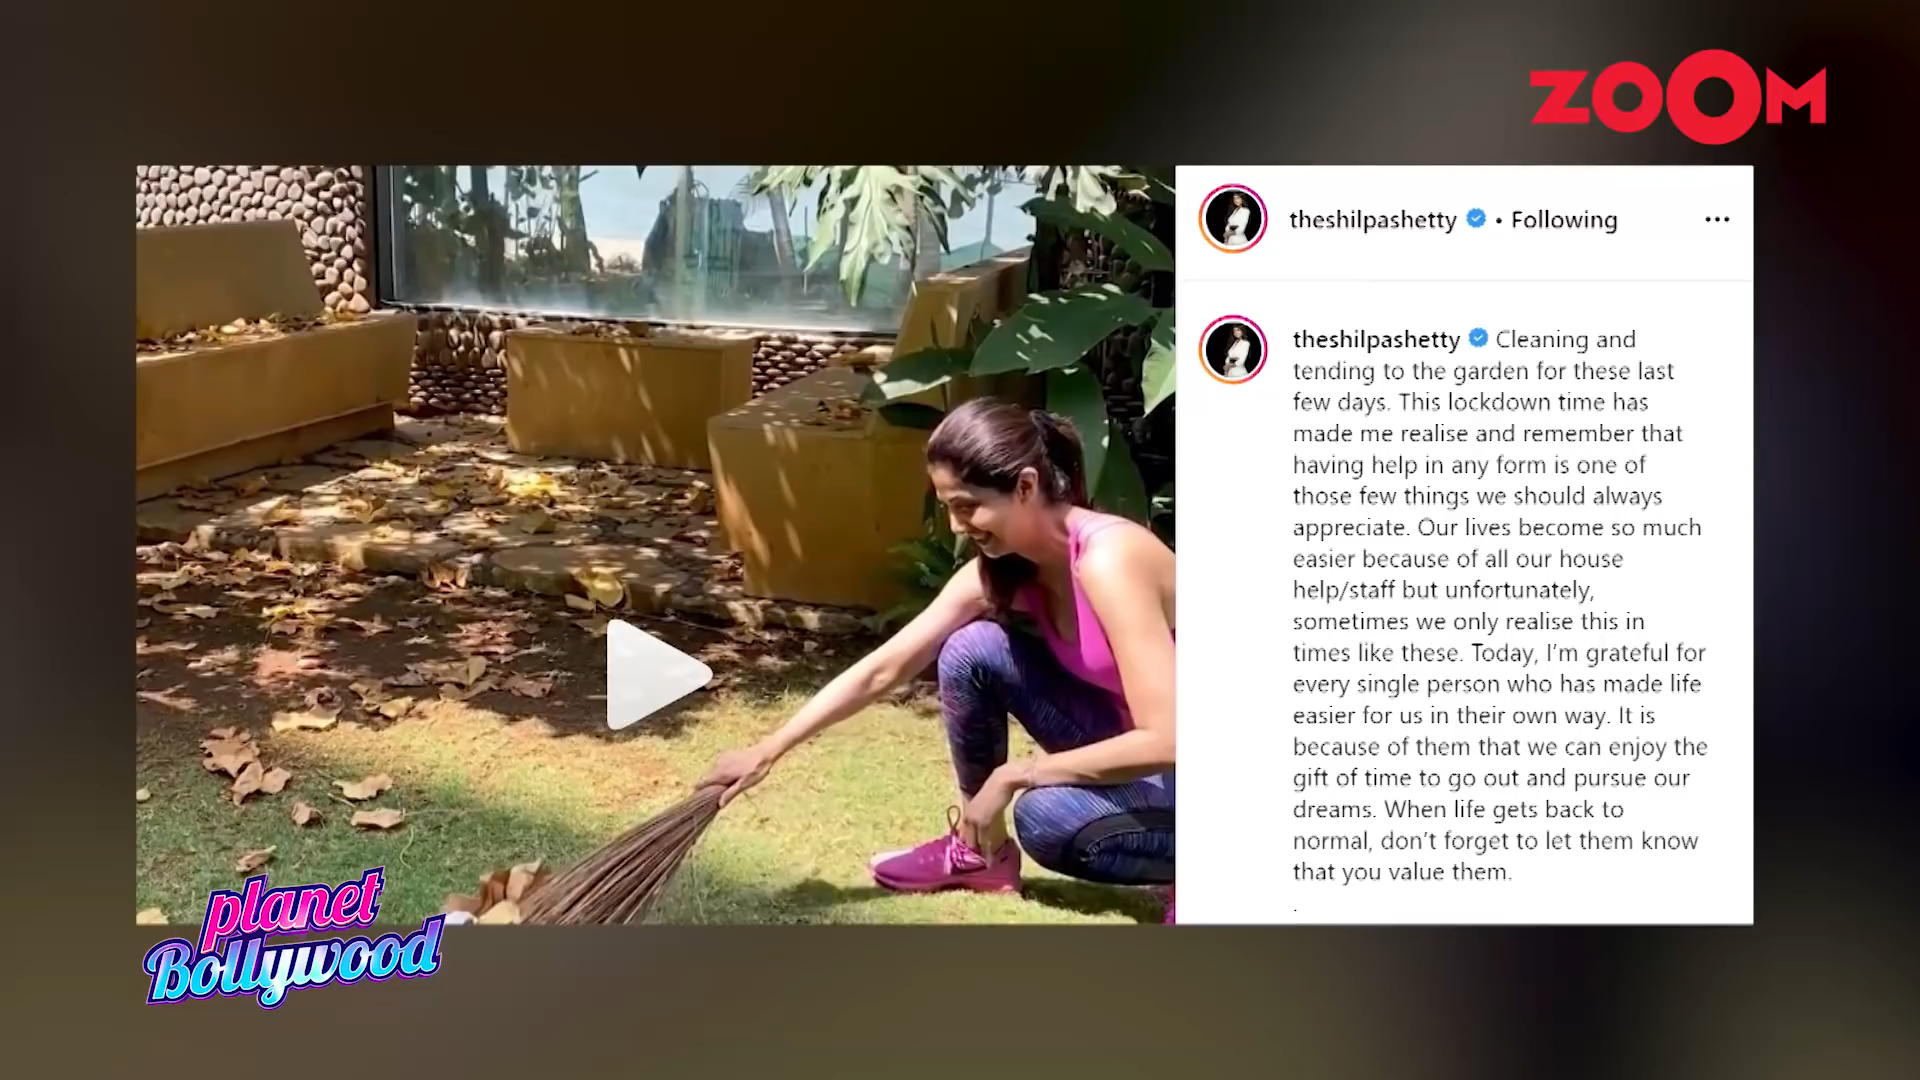 ZOOM
theshilpashetty • Following
theshilpashetty Cleaning and
tending to the garden for these last
few days. This lockdown time has
made me realise and remember that
having help in any form is one of
those few things we should always
appreciate. Our lives become so much
easier because of all our house
help/staff but unfortunately,
sometimes we only realise this in
times like these. Today, I’m grateful for
every single person who has made life
easier for us in their own way. It is
because of them that we can enjoy the
gift of time to go out and pursue our
dreams. When life gets back to
normal, don’t forget to let them know
that you value them.
.
planet
Bollywood